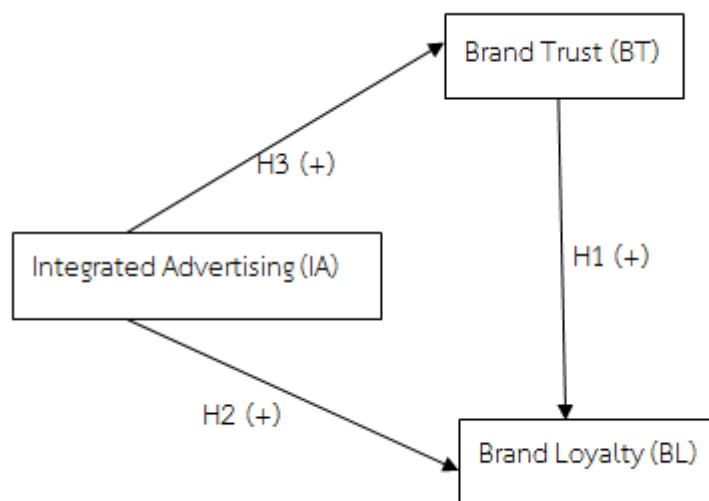 Brand Trust (BT)
H3 (+)
Integrated Advertising (IA)
H1 (+)
H2 (+)
Brand Loyalty (BL)